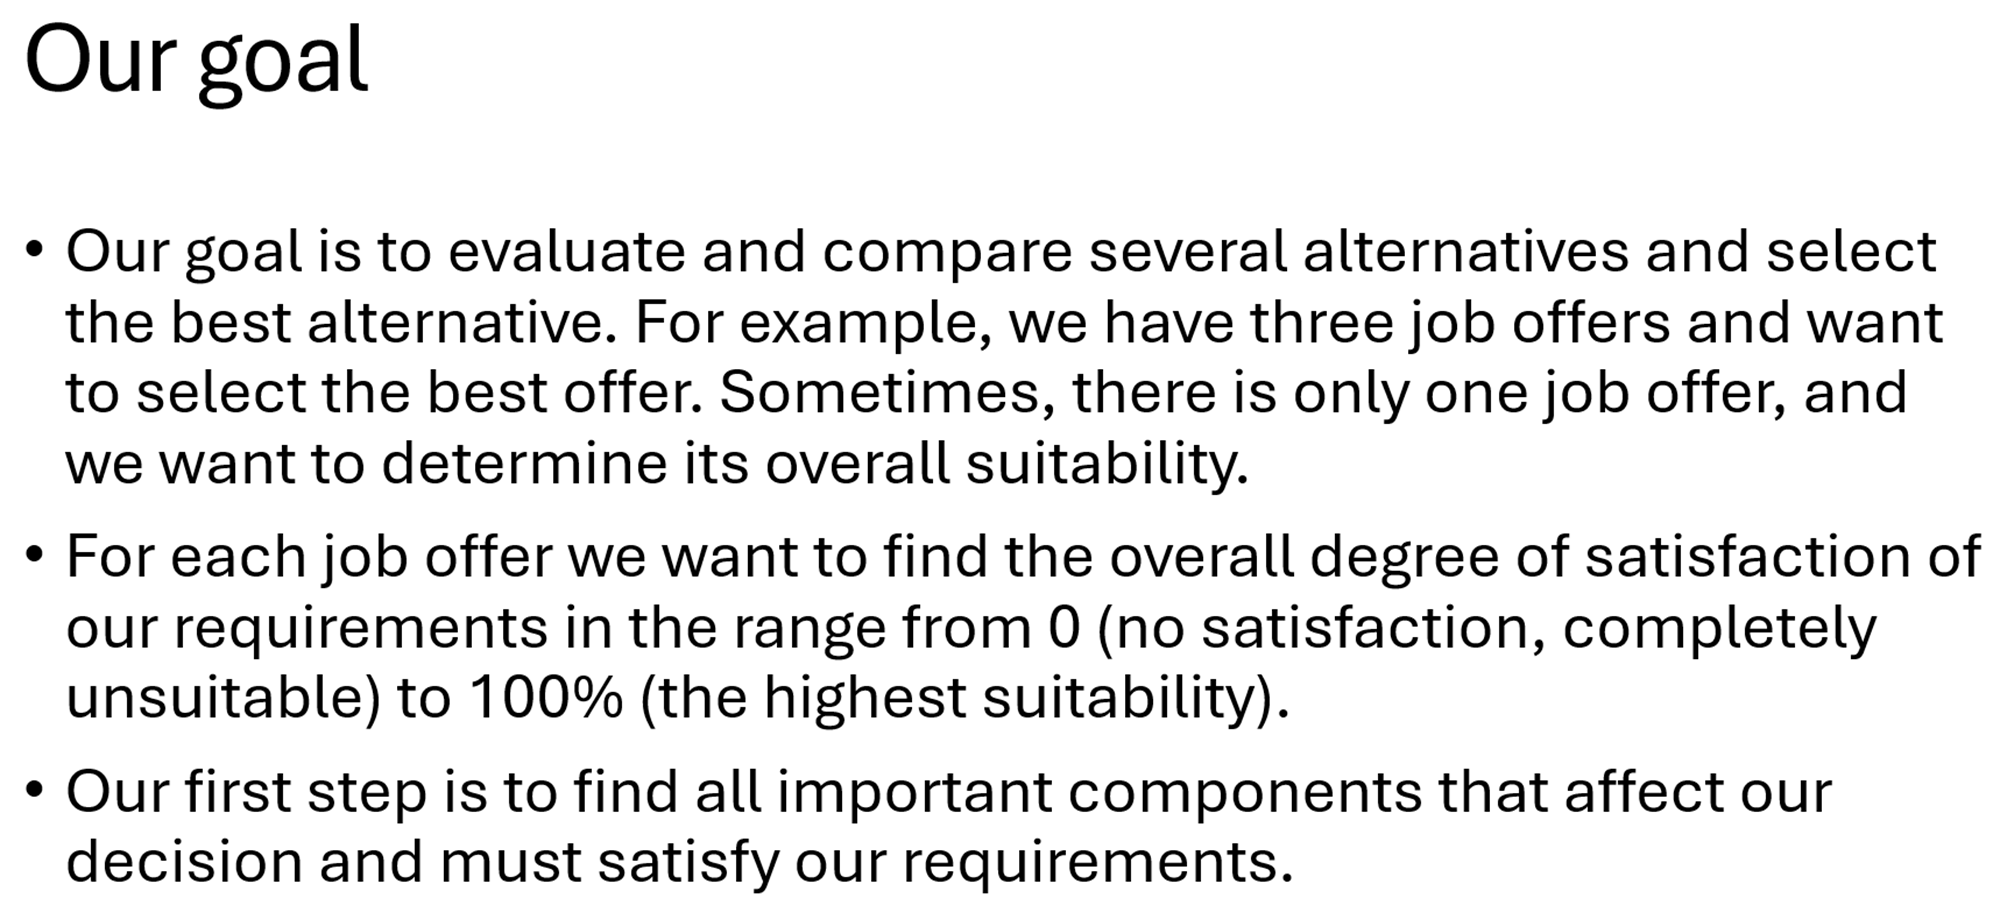 Our goal
• Our goal is to evaluate and compare several alternatives and select
the best alternative. For example, we have three job offers and want
to select the best offer. Sometimes, there is only one job offer, and
we want to determine its overall suitability.
• For each job offer we want to find the overall degree of satisfaction of
our requirements in the range from 0 (no satisfaction, completely
unsuitable) to 100% (the highest suitability).
• Our first step is to find all important components that affect our
decision and must satisfy our requirements.